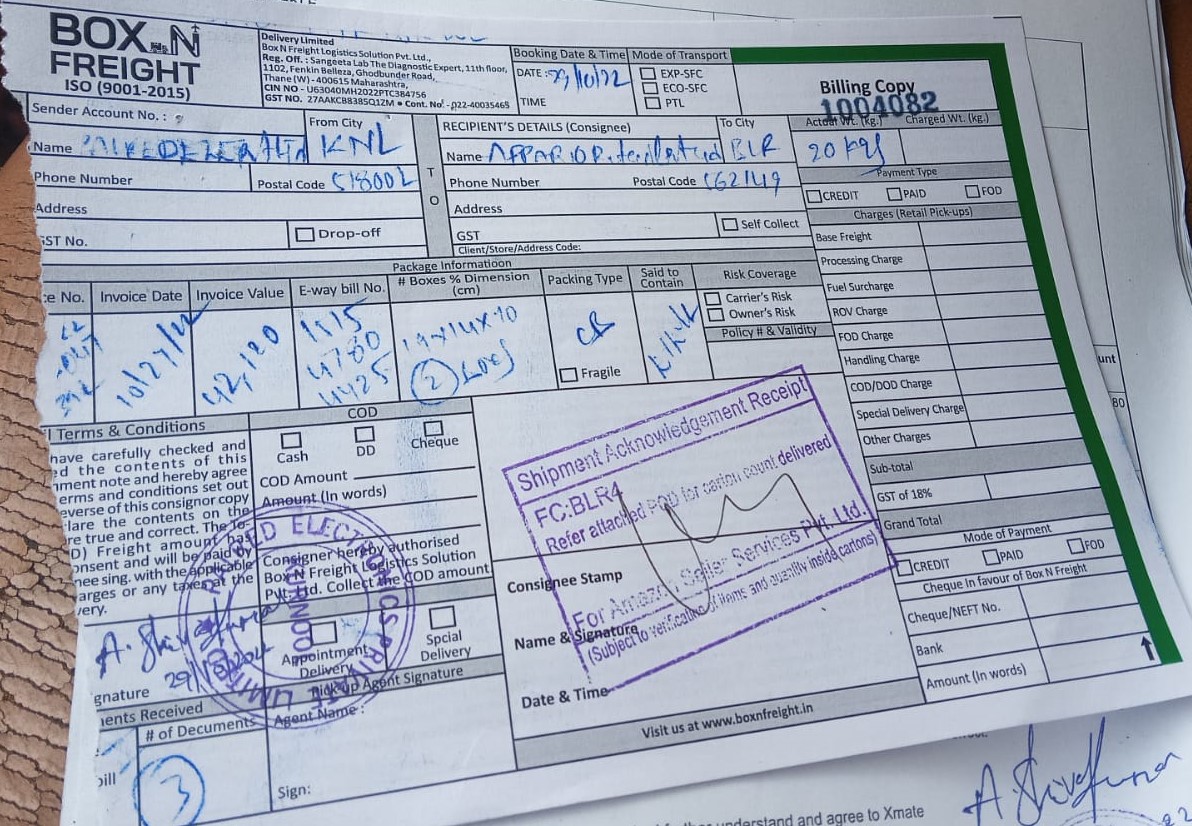 BOX N
FREIGHT
ISO (9001-2015)
Delivery Limited
Box N Freight Logistics Solution Pvt. Ltd.,
Reg. Off. : Sangeeta Lab The Diagnostic Expert, 11th floor,
1102, Fenkin Belleza, Ghodbunder Road,
Thane (W) - 400615 Maharashtra,
CIN NO - U63040MH2022PTC384756
GST NO. 27AAKCB8385Q1ZM • Cont. No. - 022-40035465
Booking Date & Time
DATE : 29/10/22
TIME
Mode of Transport
EXP-SFC
ECO-SFC
PTL
Billing Copy
1004082
Sender Account No. :
From City
Name KNL
Phone Number Postal Code 518002
Address
GST No. Drop-off
T
O
RECIPIENT'S DETAILS (Consignee) To City
Name APPARIO BLR
Phone Number Postal Code 562149
Address
GST Self Collect
Client/Store/Address Code:
Actual Wt. (kg.) Charged Wt. (kg.)
20 kgs
Payment Type
CREDIT PAID FOD
Charges (Retail Pick-ups)
Base Freight
Processing Charge
Fuel Surcharge
ROV Charge
FOD Charge
Handling Charge
COD/DOD Charge
Special Delivery Charge
Other Charges
Sub-total
GST of 18%
Grand Total
Package Informatioon
ce No. Invoice Date Invoice Value E-way bill No. # Boxes % Dimension (cm) Packing Type Said to Contain Risk Coverage
10/27/22 42,120 1115
4780
4425
2
CB
Fragile
Carrier's Risk
Owner's Risk
Policy # & Validity
l Terms & Conditions
have carefully checked and
ed the contents of this
nment note and hereby agree
erms and conditions set out
everse of this consignor copy
lare the contents on the
re true and correct. The To-
D) Freight amount has
onsent and will be paid by
nee sing, with the applicable
arges or any taxes at the
very.
COD
Cash DD Cheque
COD Amount
Amount (In words)
Consigner hereby authorised
Box N Freight Logistics Solution
Pvt. Ltd. Collect the COD amount
Appointment Delivery
Spcial Delivery
Pick-up Agent Signature
Agent Name :
Sign:
29/10/2022
gnature
ents Received
# of Documents
bill
3
Shipment Acknowledgement Receipt
FC:BLR4
Refer attached POD for carton count delivered
For Amazon Seller Services Pvt. Ltd.
(Subject to verification of items and quantity inside cartons)
Consignee Stamp
Name & Signature
Date & Time
Visit us at www.boxnfreight.in
Mode of Payment
CREDIT PAID FOD
Cheque in favour of Box N Freight
Cheque/NEFT No.
Bank
Amount (In words)
unt
80
understand and agree to Xmate